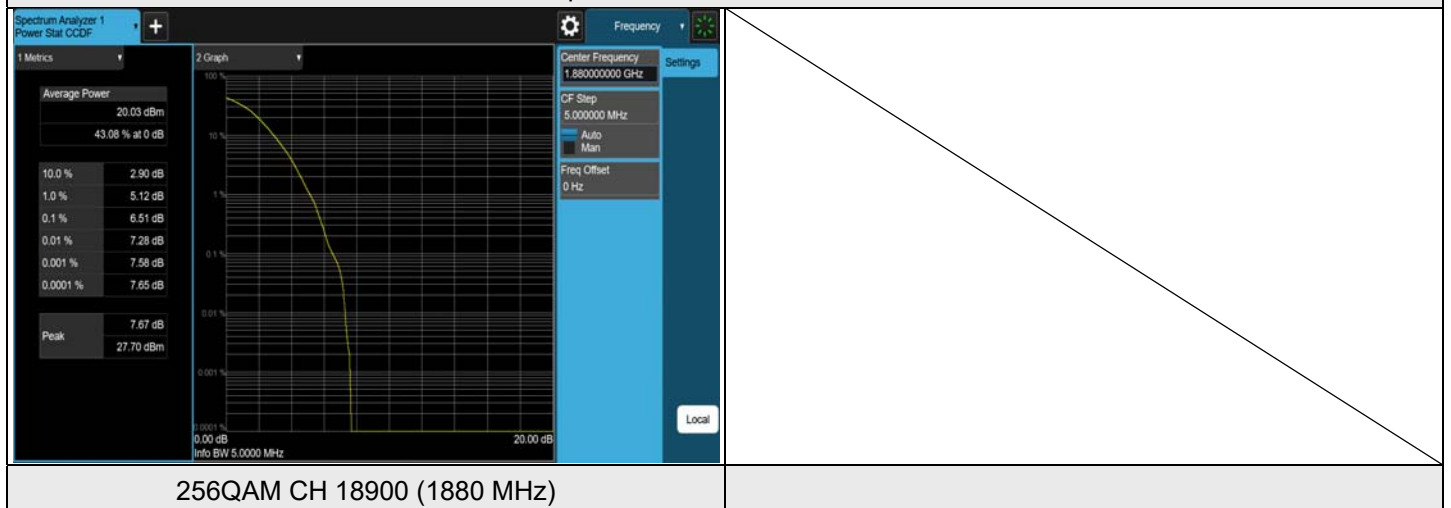 Spectrum Analyzer 1
Power Stat CCDF
+
Frequency
1 Metrics
Average Power
20.03 dBm
43.08 % at 0 dB
10.0 % 2.90 dB
1.0 % 5.12 dB
0.1 % 6.51 dB
0.01 % 7.28 dB
0.001 % 7.58 dB
0.0001 % 7.65 dB
Peak 7.67 dB
27.70 dBm
2 Graph
100 %
10 %
1 %
0.1 %
0.01 %
0.001 %
0.0001 %
0.00 dB 20.00 dB
Info BW 5.0000 MHz
Center Frequency
1.880000000 GHz
CF Step
5.000000 MHz
Auto
Man
Freq Offset
0 Hz
Settings
Local
256QAM CH 18900 (1880 MHz)